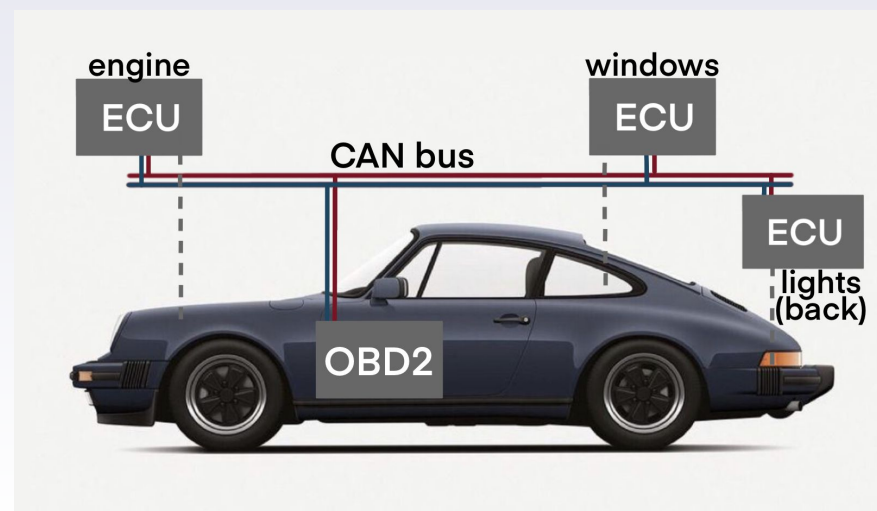 engine
ECU
windows
ECU
CAN bus
ECU
lights
(back)
OBD2